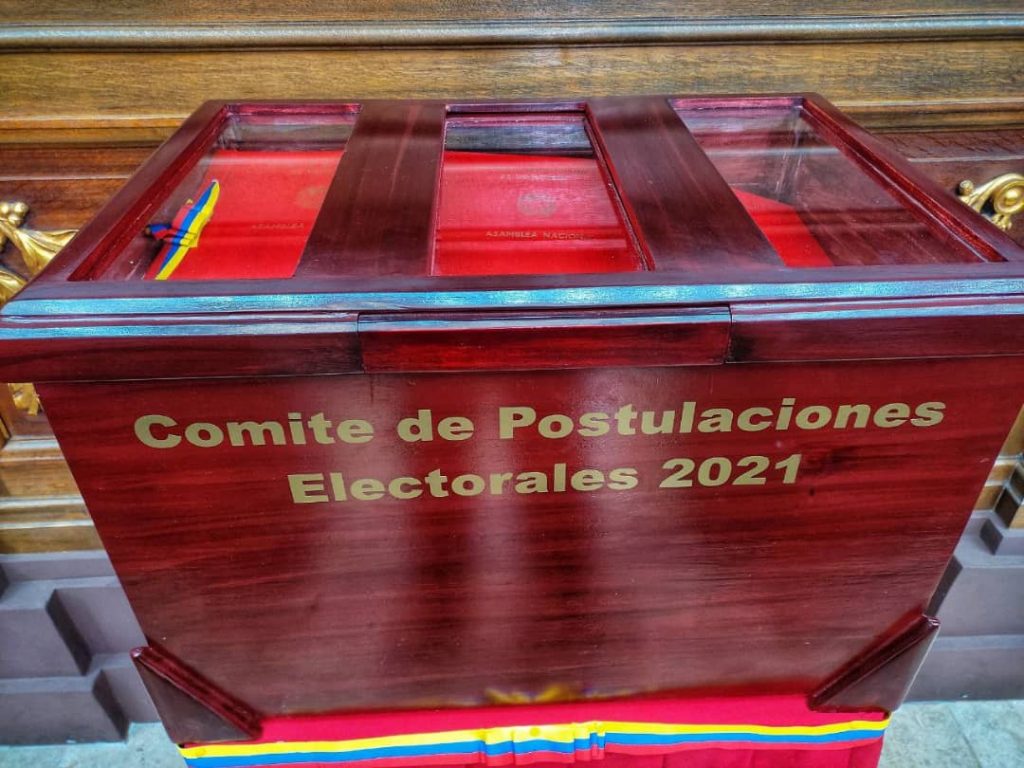 ASAMBLEA NACIONAL
Comite de Postulaciones
Electorales 2021